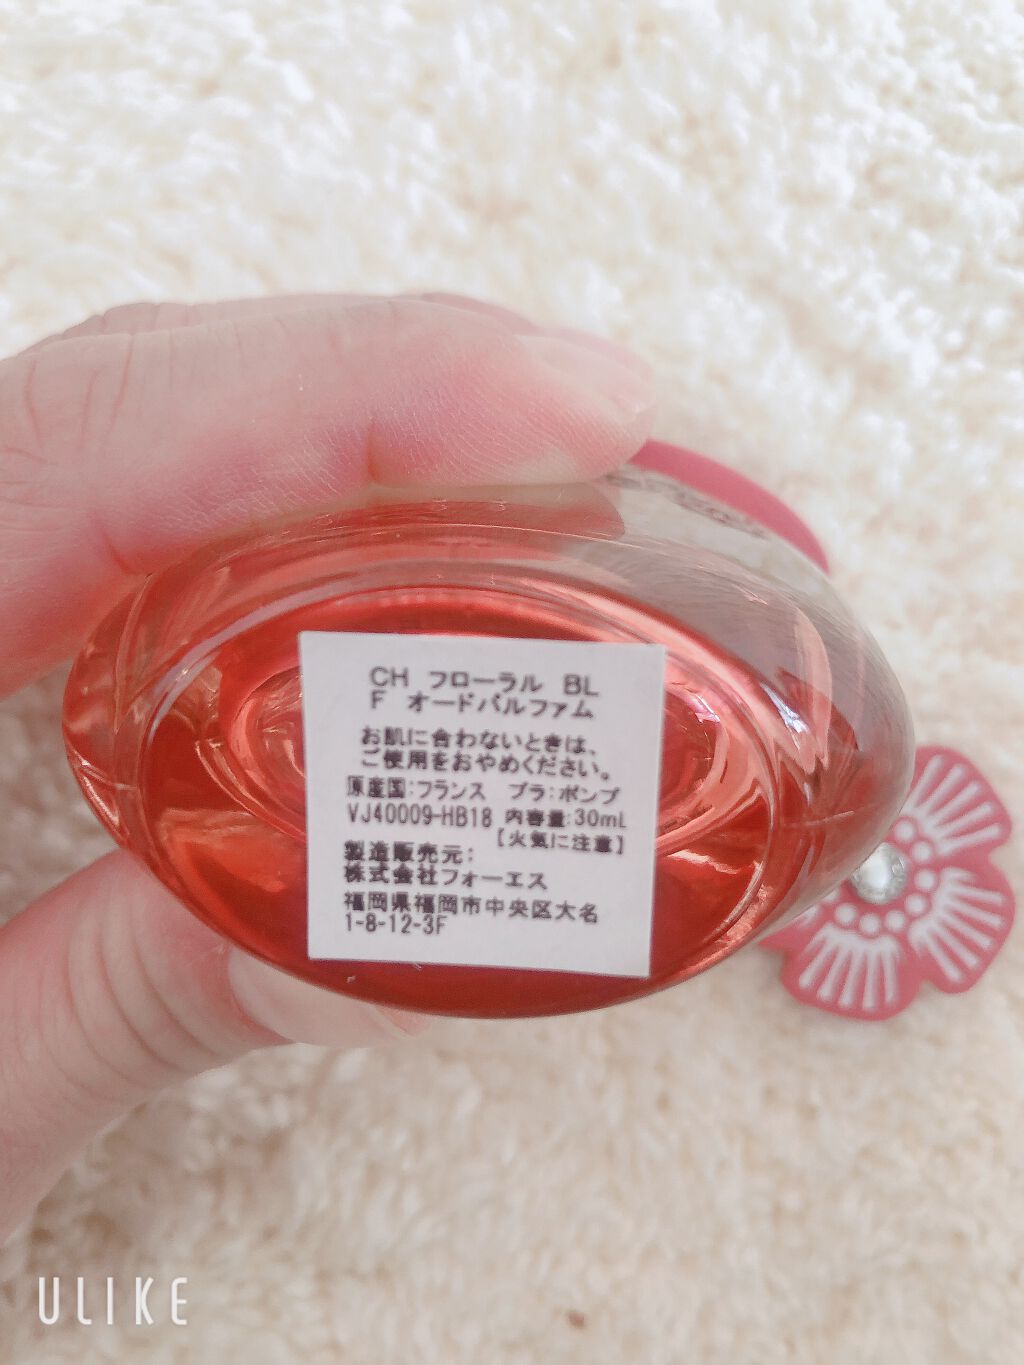 CH フローラル BL
F オードパルファム
お肌に合わないときは、
ご使用をおやめください。
原産国:フランス プラ:ポンプ
VJ40009-HB18 内容量:30mL
【火気に注意】
製造販売元:
株式会社フォーエス
福岡県福岡市中央区大名
1-8-12-3F
ULIKE